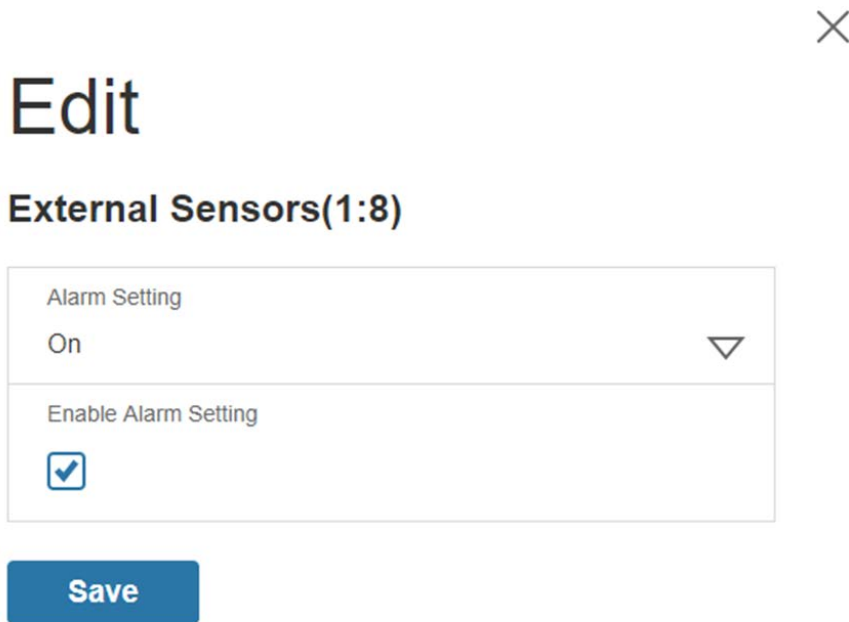 Edit
External Sensors(1:8)
Alarm Setting
On
Enable Alarm Setting
Save